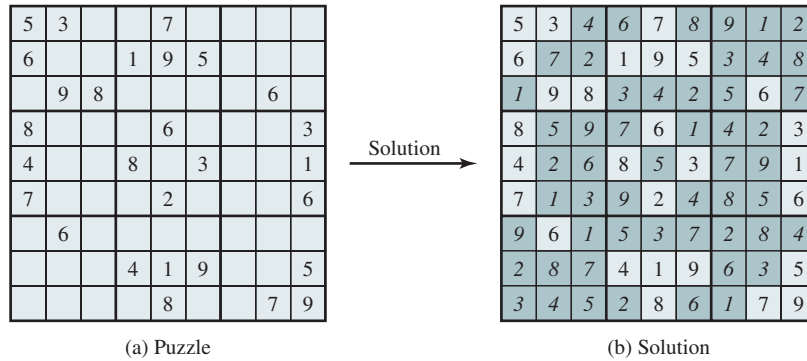 5 3 7
6 1 9 5
9 8 6
8 6 3
4 8 3 1
7 2 6
6
4 1 9 5
8 7 9
(a) Puzzle
Solution
5 3 4 6 7 8 9 1 2
6 7 2 1 9 5 3 4 8
1 9 8 3 4 2 5 6 7
8 5 9 7 6 1 4 2 3
4 2 6 8 5 3 7 9 1
7 1 3 9 2 4 8 5 6
9 6 1 5 3 7 2 8 4
2 8 7 4 1 9 6 3 5
3 4 5 2 8 6 1 7 9
(b) Solution